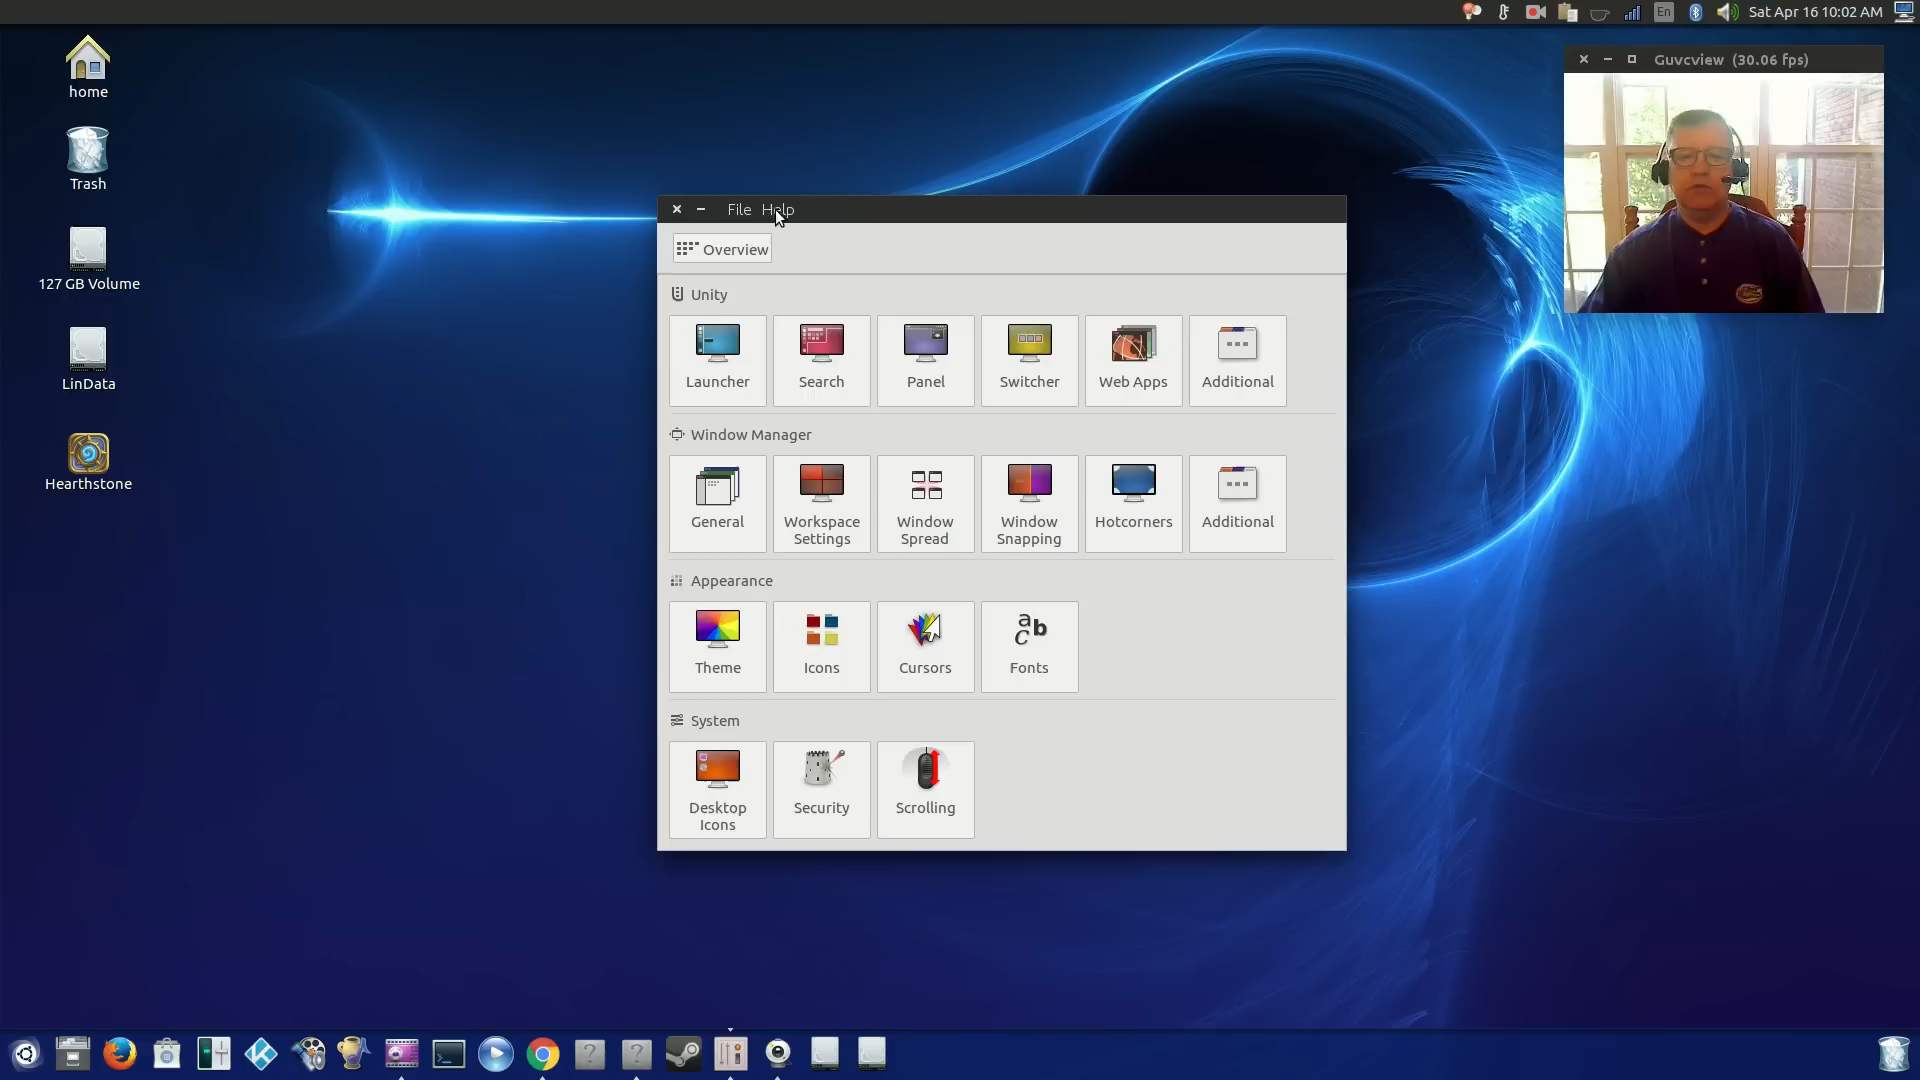 En
Sat Apr 16 10:02 AM
home
Trash
127 GB Volume
LinData
Hearthstone
Guvcview (30.06 fps)
File Help
Overview
Unity
Launcher
Search
Panel
Switcher
Web Apps
Additional
Window Manager
General
Workspace
Settings
Window
Spread
Window
Snapping
Hotcorners
Additional
Appearance
Theme
Icons
Cursors
Fonts
System
Desktop
Icons
Security
Scrolling